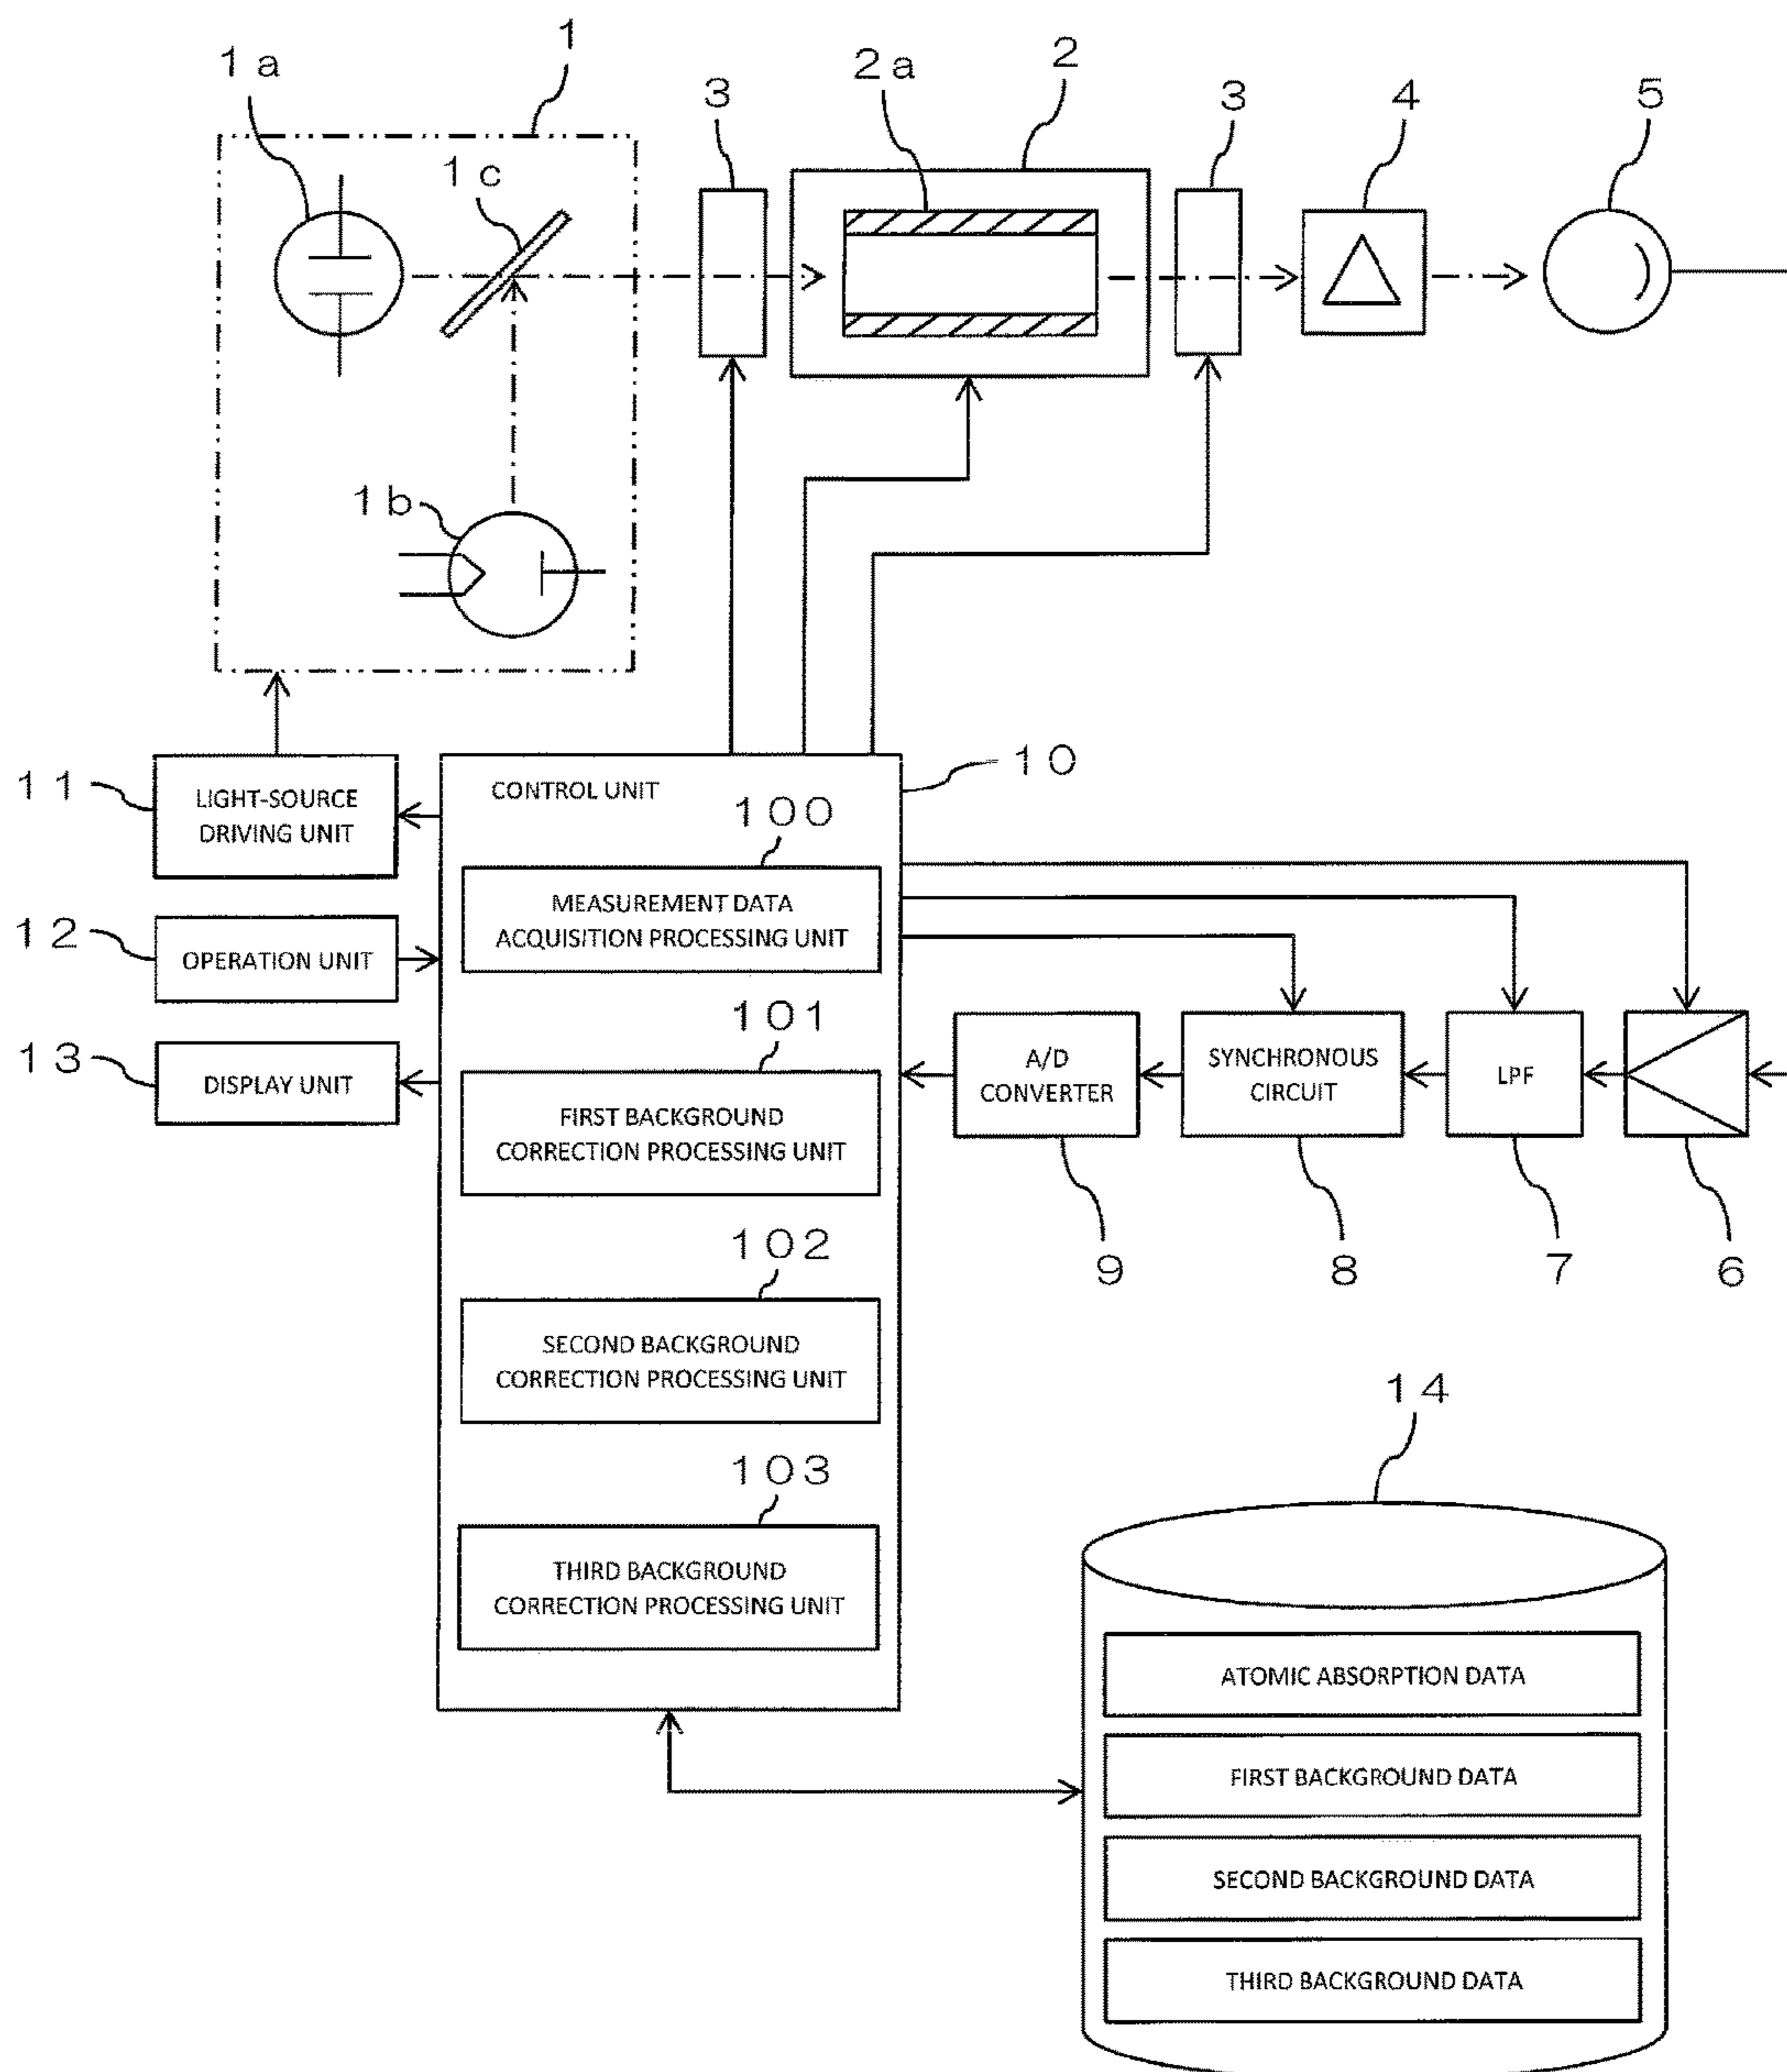 1
1a
1c
3
2a
2
3
4
5
1b
11
LIGHT-SOURCE
DRIVING UNIT
10
CONTROL UNIT
100
MEASUREMENT DATA
ACQUISITION PROCESSING UNIT
12
OPERATION UNIT
13
DISPLAY UNIT
101
FIRST BACKGROUND
CORRECTION PROCESSING UNIT
A/D
CONVERTER
SYNCHRONOUS
CIRCUIT
LPF
9
8
7
6
102
SECOND BACKGROUND
CORRECTION PROCESSING UNIT
103
THIRD BACKGROUND
CORRECTION PROCESSING UNIT
14
ATOMIC ABSORPTION DATA
FIRST BACKGROUND DATA
SECOND BACKGROUND DATA
THIRD BACKGROUND DATA